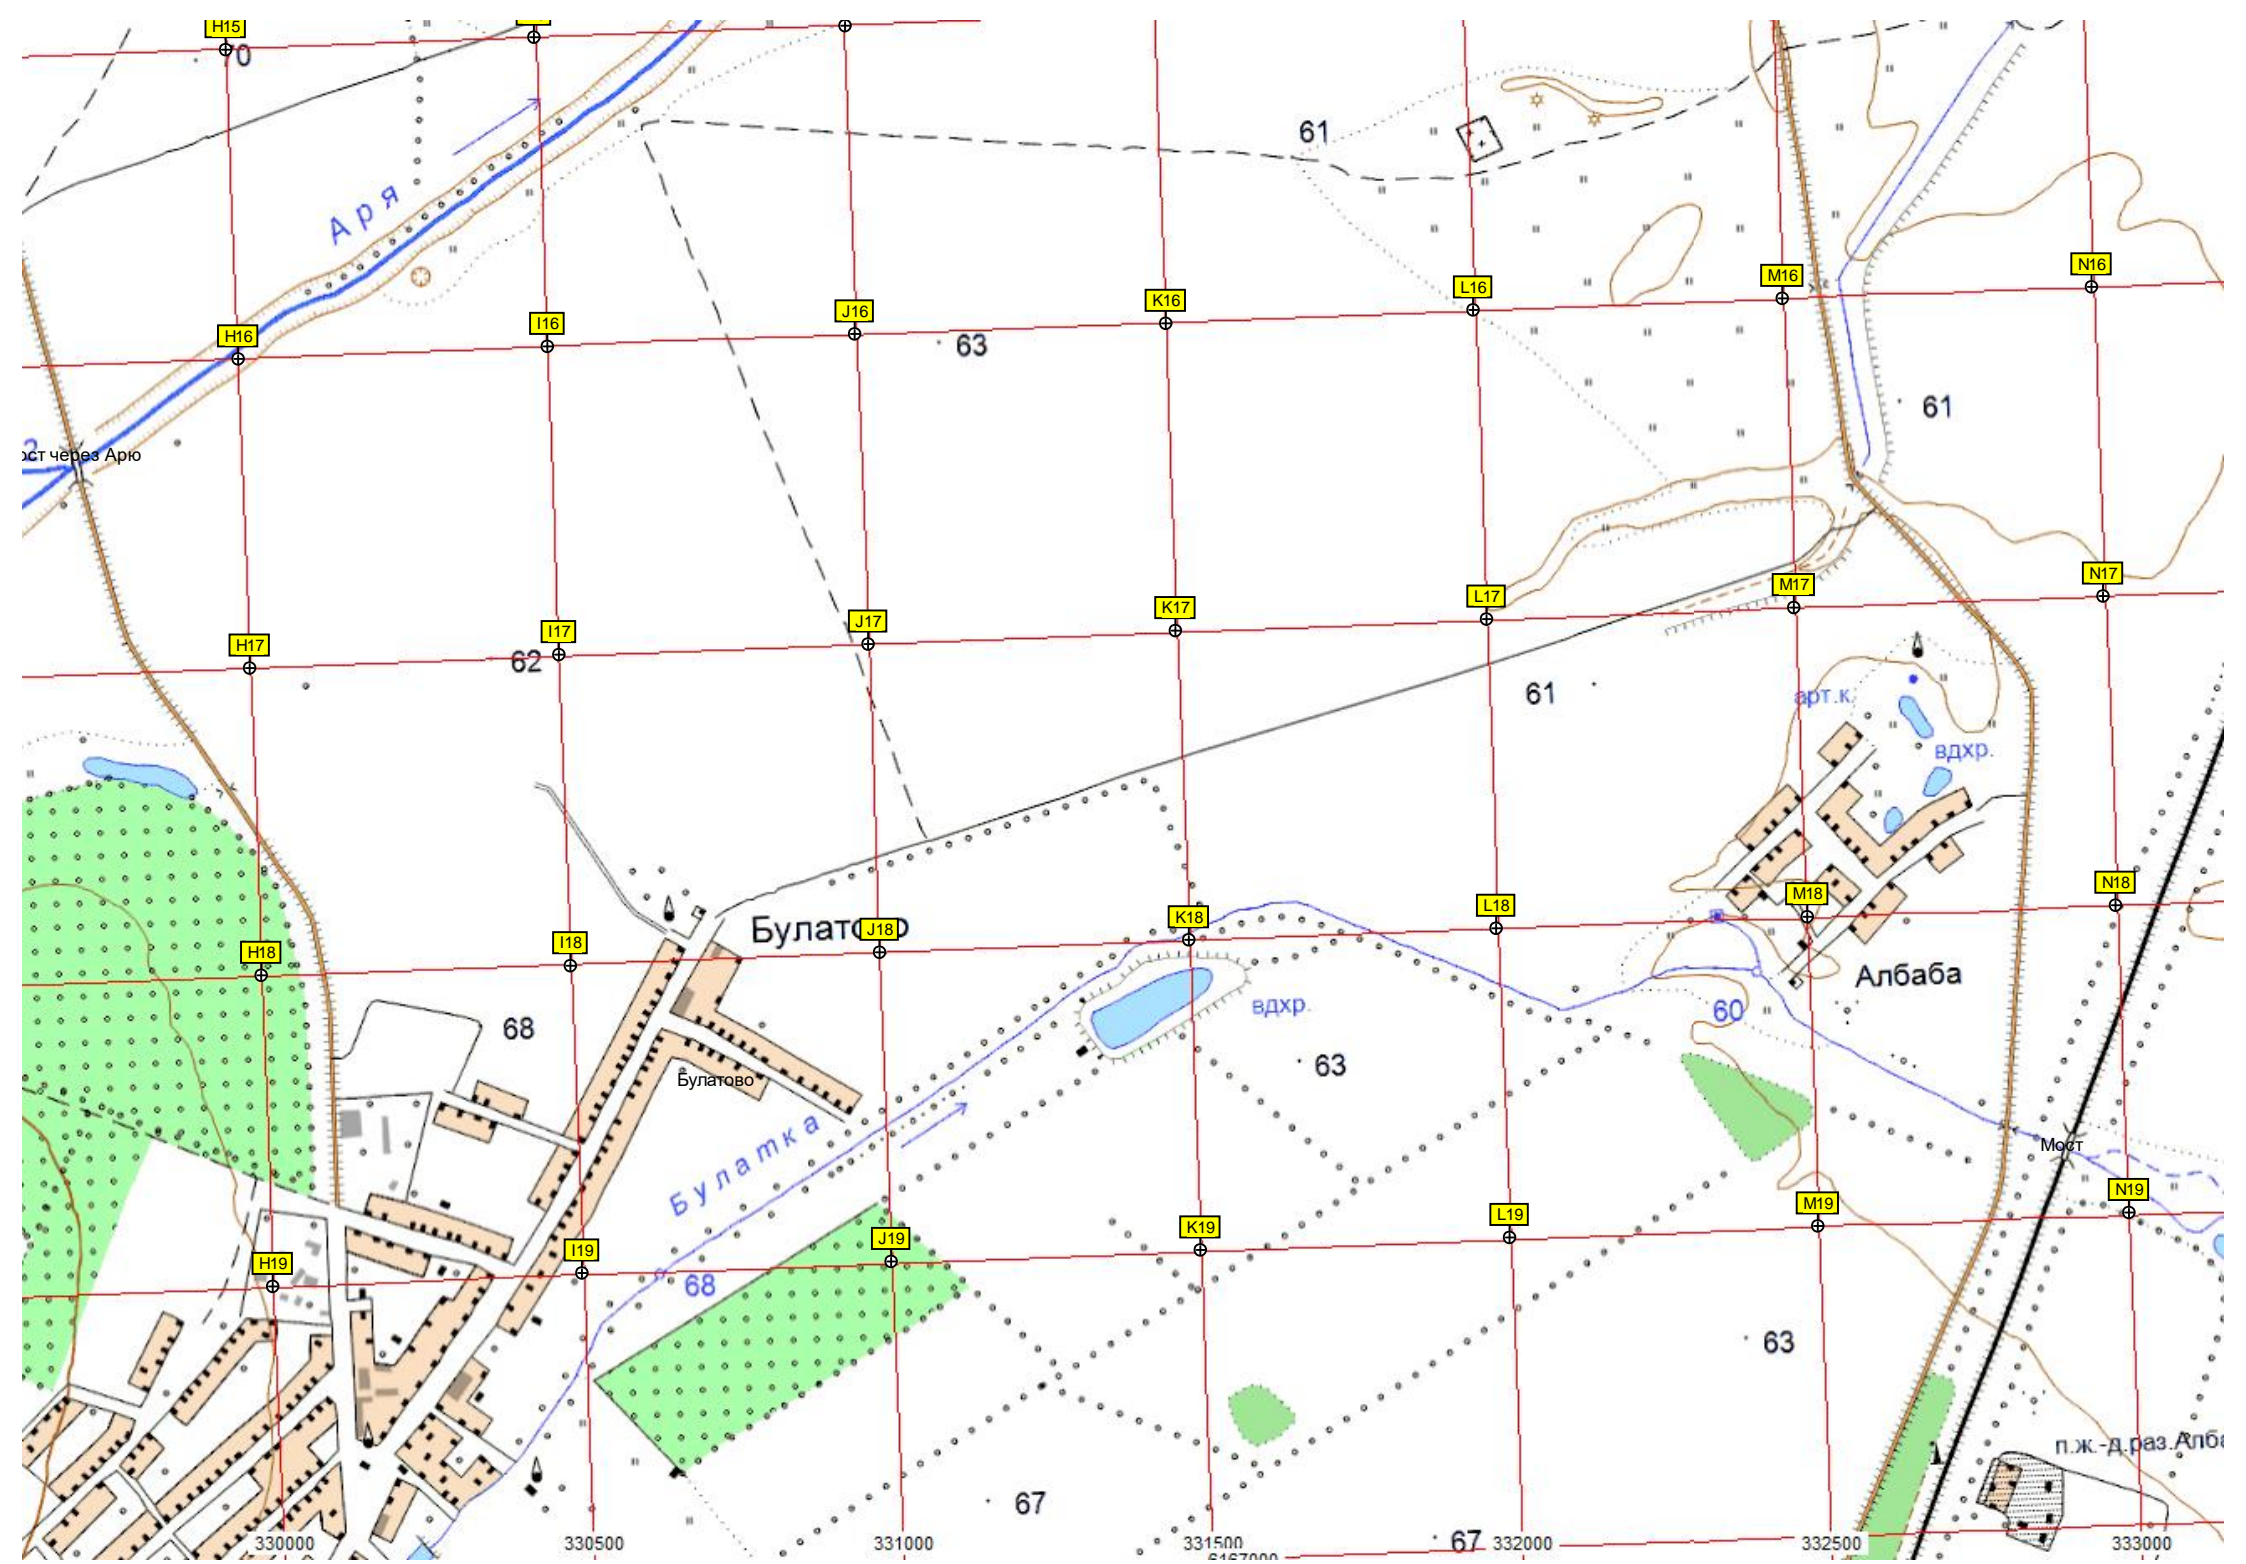 H15
70
61
Аря
N16
M16
L16
K16
J16
I16
H16
63
61
мост через Арю
N17
M17
L17
K17
J17
I17
H17
62
61
арт.к.
вдхр.
N18
M18
L18
K18
J18
I18
H18
Булатово
Албаба
68
вдхр.
60
63
Булатово
Булатка
Мост
N19
M19
L19
K19
J19
I19
H19
68
63
п.ж.-д.раз.Алба
67
67
330000
330500
331000
331500
332000
332500
333000